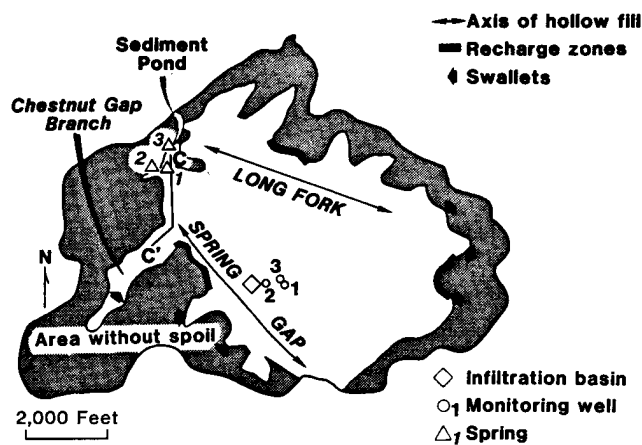 Axis of hollow fill
Recharge zones
Swallets
Sediment
Pond
Chestnut Gap
Branch
3
2
C
1
LONG FORK
C'
SPRING GAP
3
2
1
N
Area without spoil
2,000 Feet
Infiltration basin
1 Monitoring well
1 Spring